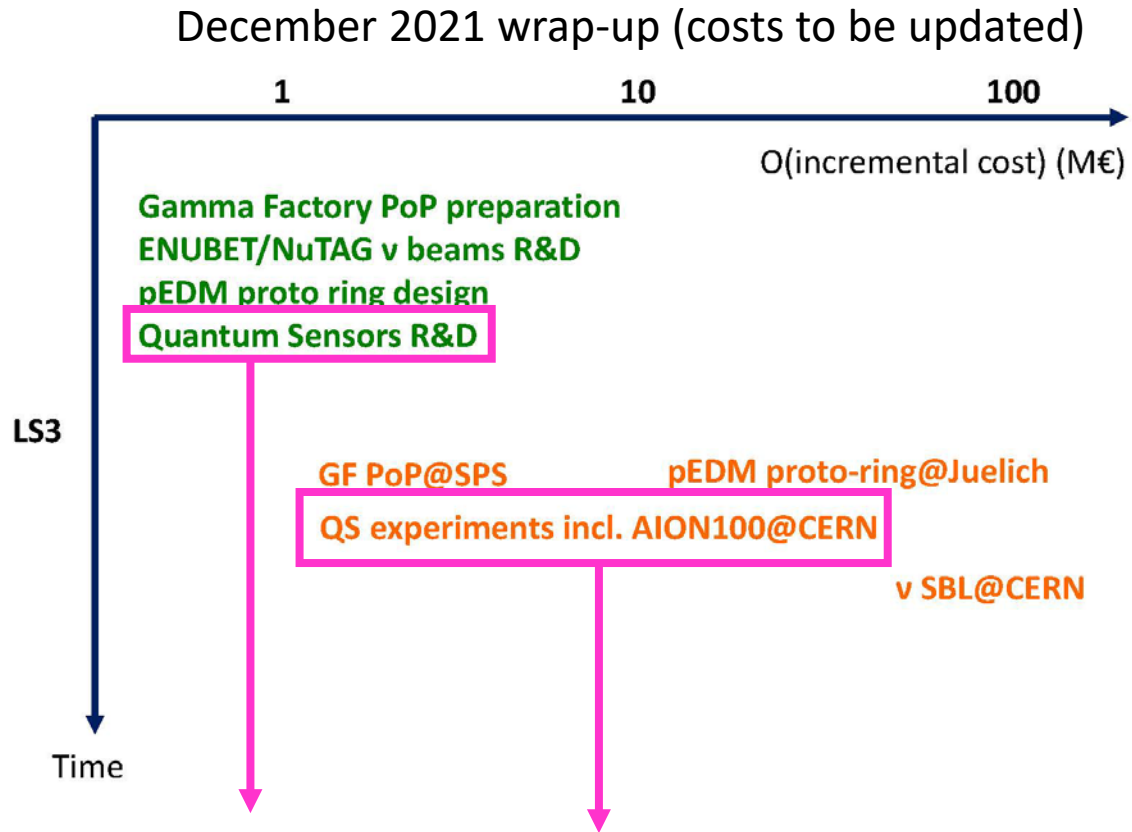 December 2021 wrap-up (costs to be updated)
1 10 100
O(incremental cost) (M€)
Gamma Factory PoP preparation
ENUBET/NuTAG ν beams R&D
pEDM proto ring design
Quantum Sensors R&D
LS3
GF PoP@SPS pEDM proto-ring@Juelich
QS experiments incl. AION100@CERN
ν SBL@CERN
Time